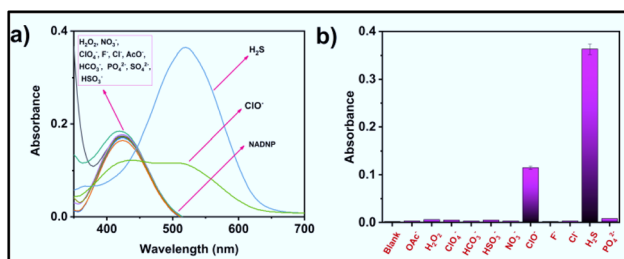 a)
H₂O₂, NO₃⁻,
ClO₄⁻, F⁻, Cl⁻, AcO⁻,
HCO₃⁻, PO₄²⁻, SO₄²⁻,
HSO₃⁻
H₂S
ClO⁻
NADNP
Absorbance
0.4
0.2
0.0
400
500
600
700
Wavelength (nm)
b)
Absorbance
0.4
0.3
0.2
0.1
0.0
Blank
OAc⁻
H₂O₂
ClO₄⁻
HCO₃⁻
HSO₃⁻
NO₃⁻
ClO⁻
F⁻
Cl⁻
H₂S
PO₄²⁻